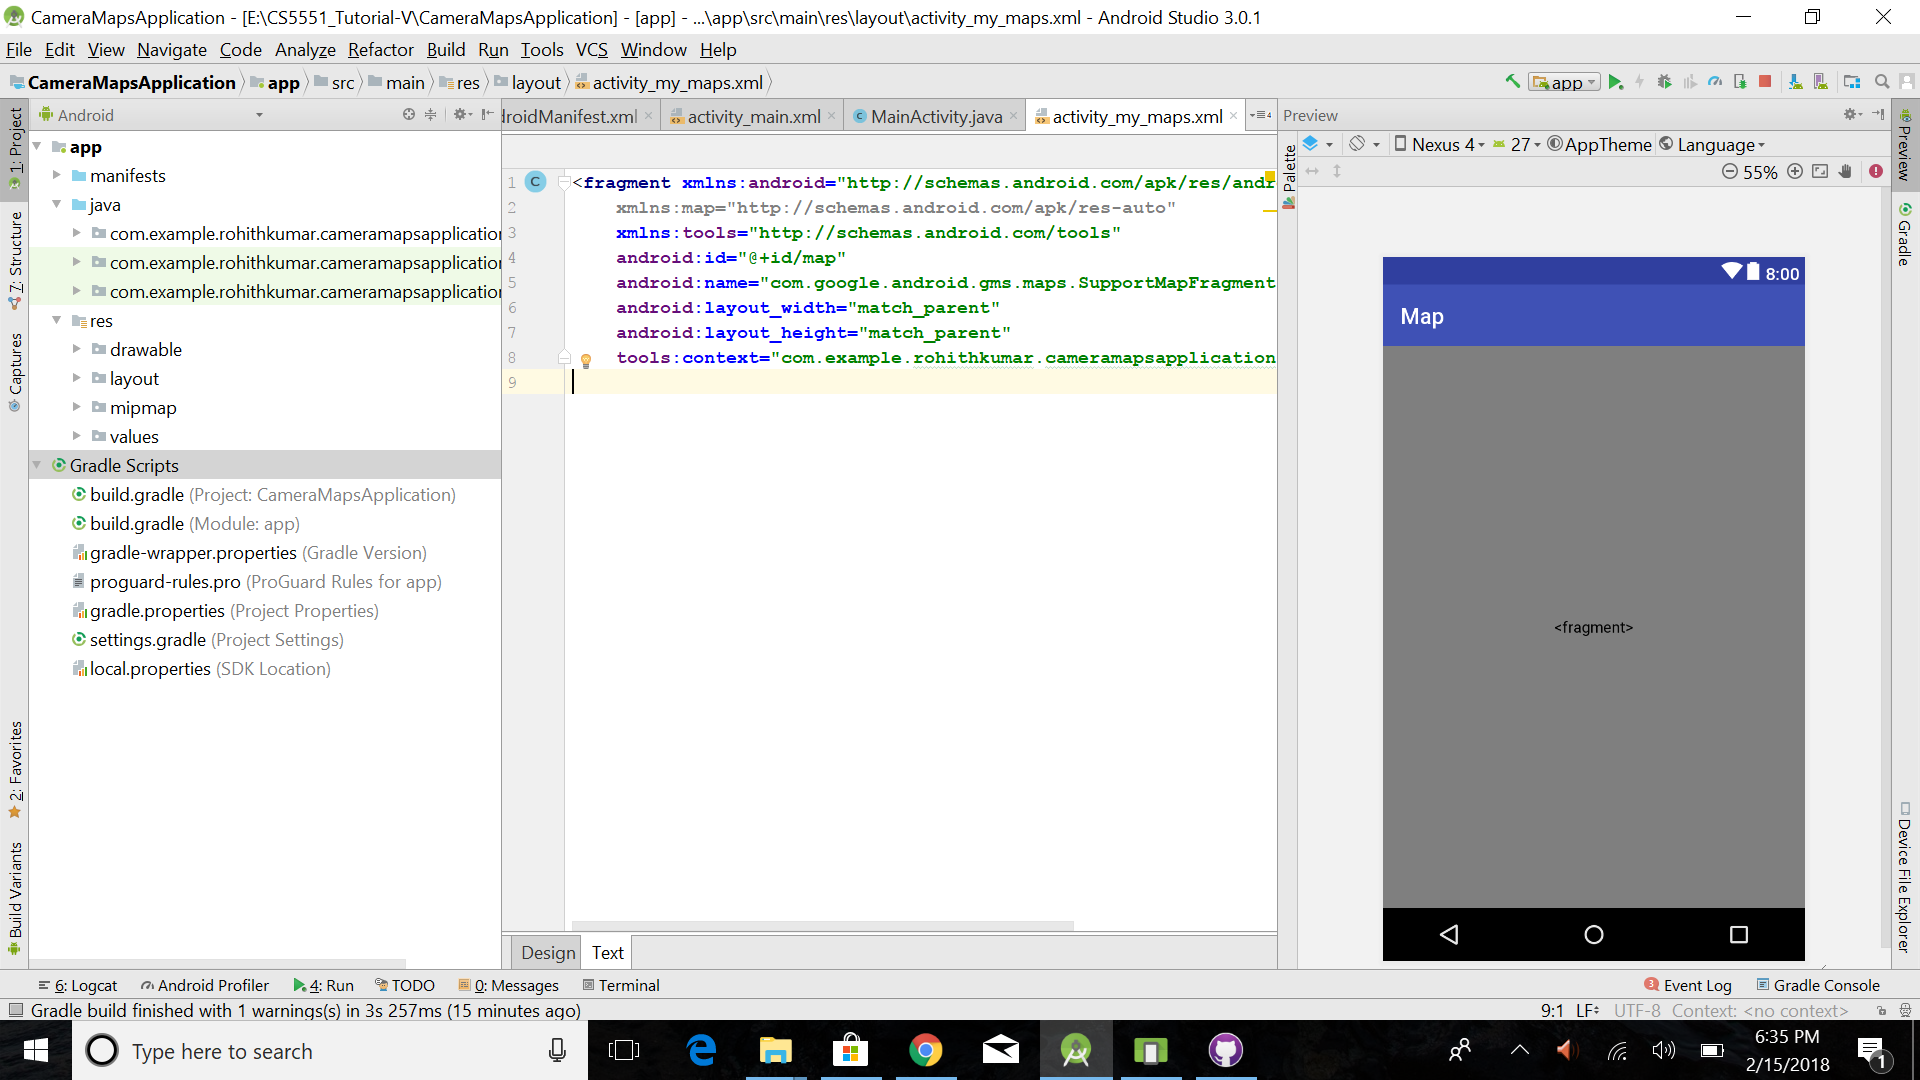 CameraMapsApplication - [E:\CS5551_Tutorial-V\CameraMapsApplication] - [app] - ...\app\src\main\res\layout\activity_my_maps.xml - Android Studio 3.0.1
File Edit View Navigate Code Analyze Refactor Build Run Tools VCS Window Help
CameraMapsApplication app src main res layout activity_my_maps.xml
app
Android
droidManifest.xml activity_main.xml MainActivity.java activity_my_maps.xml
4
Preview
1: Project
7: Structure
Captures
2: Favorites
Build Variants
app
manifests
java
com.example.rohithkumar.cameramapsapplication
com.example.rohithkumar.cameramapsapplication
com.example.rohithkumar.cameramapsapplication
res
drawable
layout
mipmap
values
Gradle Scripts
build.gradle (Project: CameraMapsApplication)
build.gradle (Module: app)
gradle-wrapper.properties (Gradle Version)
proguard-rules.pro (ProGuard Rules for app)
gradle.properties (Project Properties)
settings.gradle (Project Settings)
local.properties (SDK Location)
1 C <fragment xmlns:android="http://schemas.android.com/apk/res/andr
2 xmlns:map="http://schemas.android.com/apk/res-auto"
3 xmlns:tools="http://schemas.android.com/tools"
4 android:id="@+id/map"
5 android:name="com.google.android.gms.maps.SupportMapFragment
6 android:layout_width="match_parent"
7 android:layout_height="match_parent"
8 tools:context="com.example.rohithkumar.cameramapsapplication
9
Design Text
Palette
Nexus 4 27 AppTheme Language
55%
8:00
Map
<fragment>
Preview
Gradle
Device File Explorer
6: Logcat Android Profiler 4: Run TODO 0: Messages Terminal
3 Event Log Gradle Console
Gradle build finished with 1 warnings(s) in 3s 257ms (15 minutes ago)
9:1 LF UTF-8 Context: <no context>
Type here to search
6:35 PM
2/15/2018
1